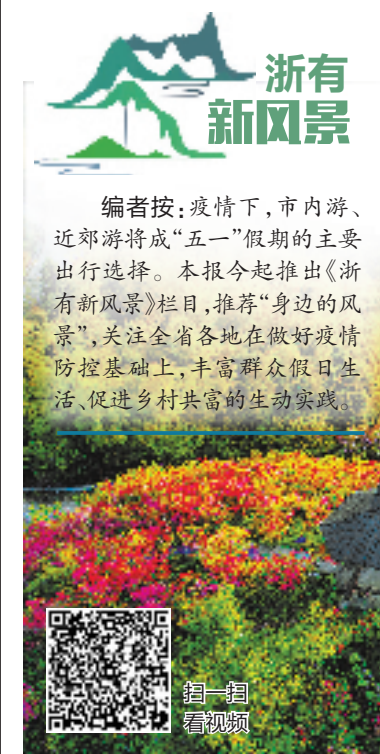 浙有
新风景
编者按:疫情下,市内游、
近郊游将成“五一”假期的主要
出行选择。本报今起推出《浙
有新风景》栏目,推荐“身边的风
景”,关注全省各地在做好疫情
防控基础上,丰富群众假日生
活、促进乡村共富的生动实践。
扫一扫
看视频